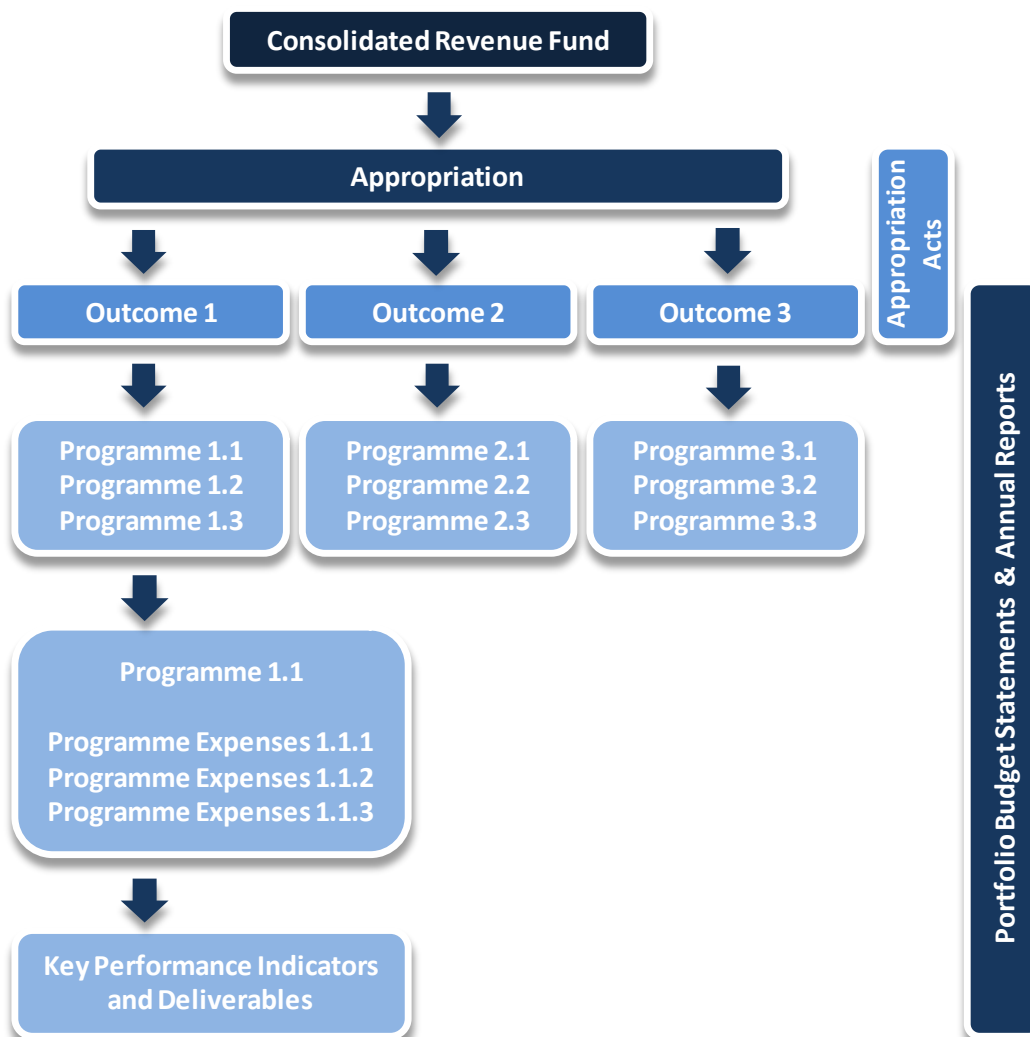 Consolidated Revenue Fund
Appropriation
Appropriation
Acts
Outcome 1
Outcome 2
Outcome 3
Programme 1.1
Programme 1.2
Programme 1.3
Programme 2.1
Programme 2.2
Programme 2.3
Programme 3.1
Programme 3.2
Programme 3.3
Programme 1.1
Programme Expenses 1.1.1
Programme Expenses 1.1.2
Programme Expenses 1.1.3
Key Performance Indicators
and Deliverables
Portfolio Budget Statements & Annual Reports